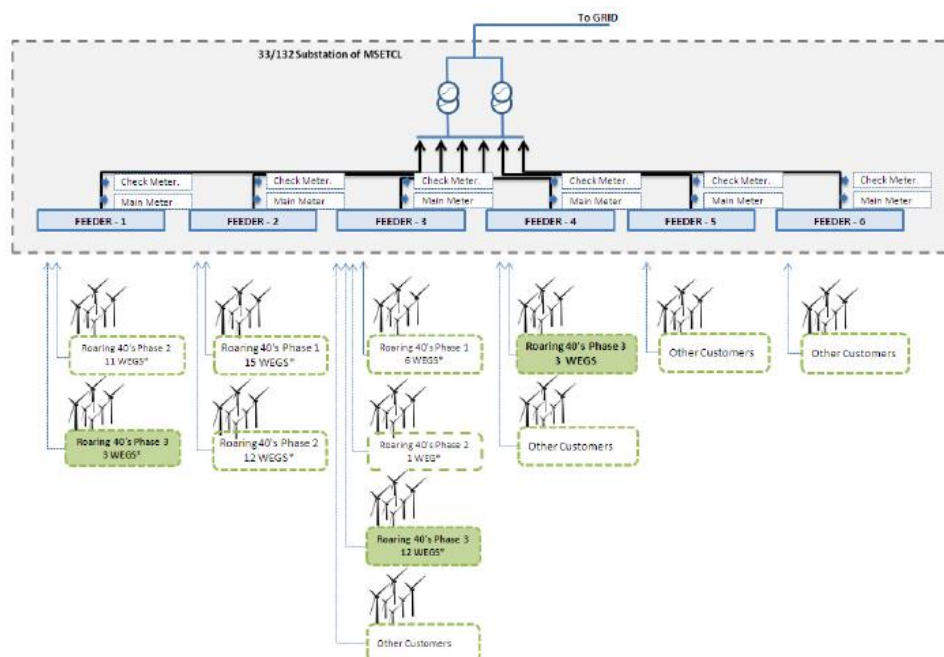 To GRID
33/132 Substation of MSETCL
Check Meter.
Main Meter
Check Meter.
Main Meter
Check Meter.
Main Meter
Check Meter.
Main Meter
Check Meter.
Main Meter
Check Meter.
Main Meter
FEEDER - 1
FEEDER - 2
FEEDER - 3
FEEDER - 4
FEEDER - 5
FEEDER - 6
Roaring 40's Phase 2
11 WEGS*
Roaring 40's Phase 1
15 WEGS*
Roaring 40's Phase 1
6 WEGS*
Roaring 40's Phase 3
3 WEGS
Other Customers
Other Customers
Roaring 40's Phase 3
3 WEGS*
Roaring 40's Phase 2
12 WEGS*
Roaring 40's Phase 2
1 WEG*
Other Customers
Roaring 40's Phase 3
12 WEGS*
Other Customers